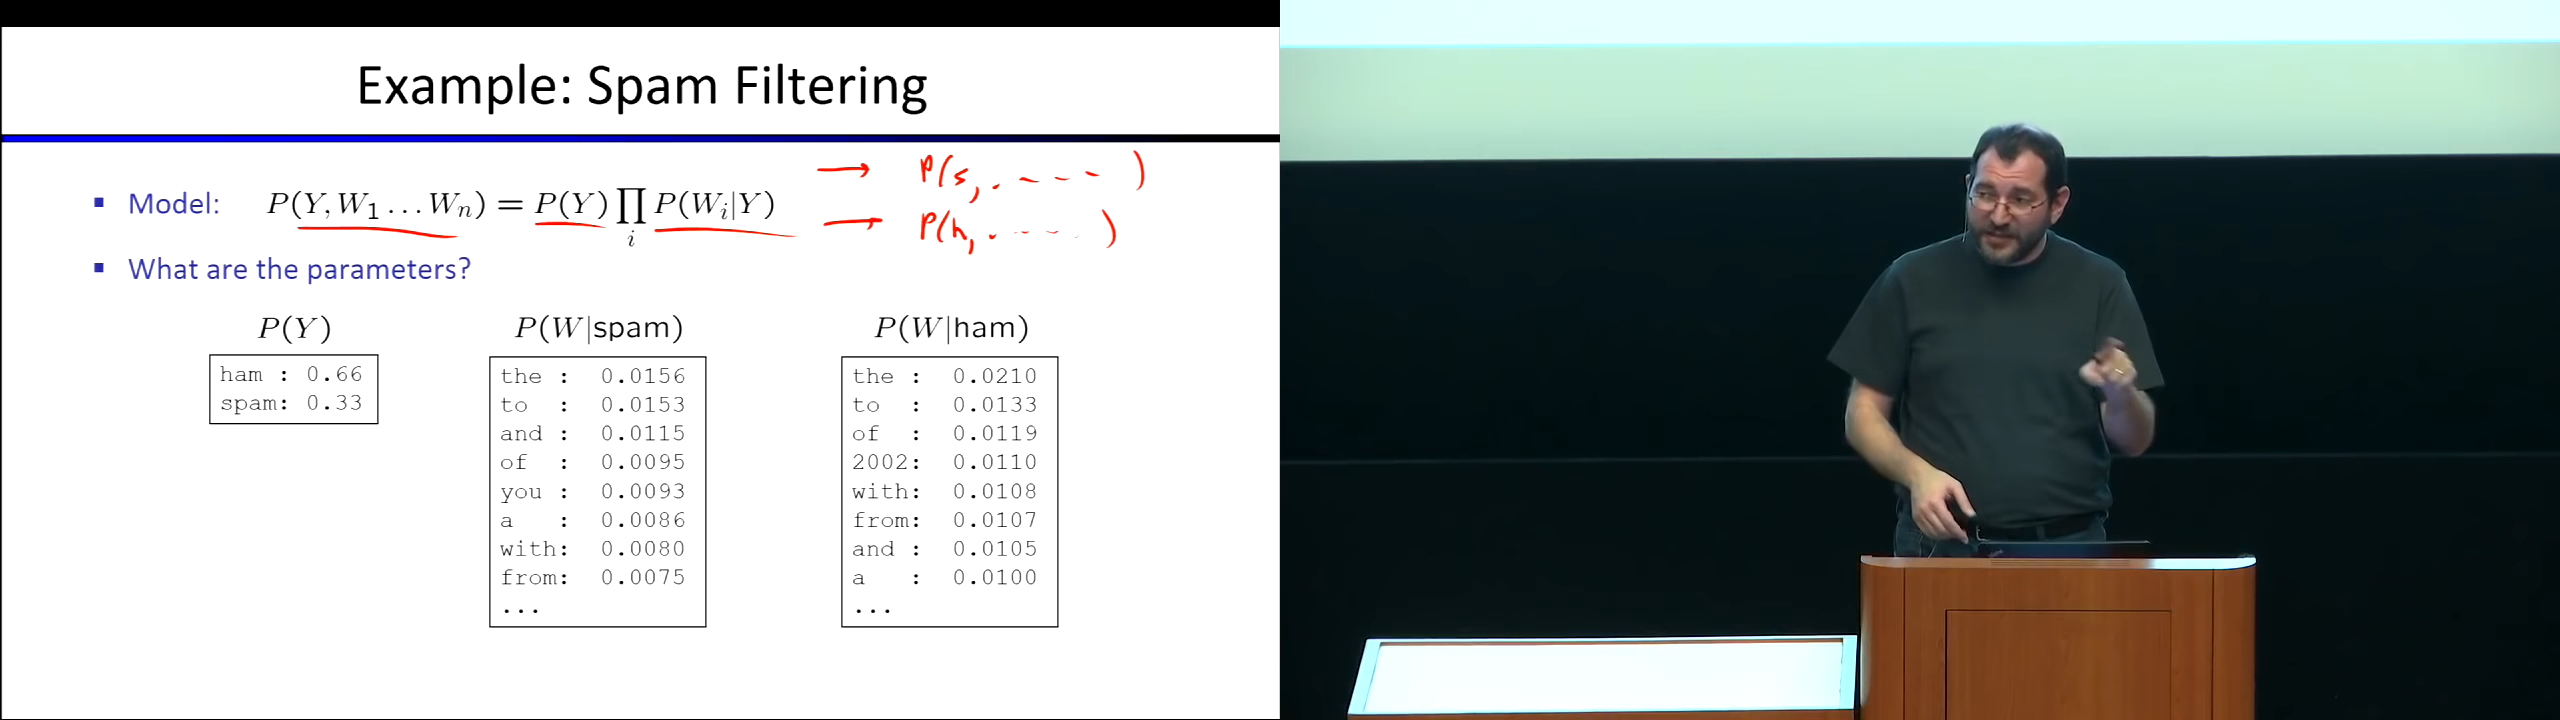 Example: Spam Filtering
▪ Model: P(Y, W₁ … Wₙ) = P(Y) ∏ᵢ P(Wᵢ|Y)
→ P(s, . – – – – )
→ P(h, . – – – – )
▪ What are the parameters?
P(Y)
ham : 0.66
spam: 0.33
P(W|spam)
the : 0.0156
to : 0.0153
and : 0.0115
of : 0.0095
you : 0.0093
a : 0.0086
with: 0.0080
from: 0.0075
...
P(W|ham)
the : 0.0210
to : 0.0133
of : 0.0119
2002: 0.0110
with: 0.0108
from: 0.0107
and : 0.0105
a : 0.0100
...